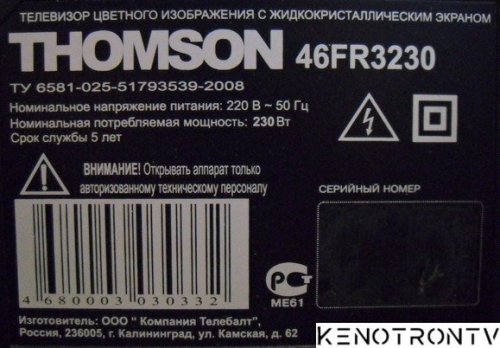 ТЕЛЕВИЗОР ЦВЕТНОГО ИЗОБРАЖЕНИЯ С ЖИДКОКРИСТАЛЛИЧЕСКИМ ЭКРАНОМ
THOMSON 46FR3230
ТУ 6581-025-51793539-2008
Номинальное напряжение питания: 220 В ~ 50 Гц
Номинальная потребляемая мощность: 230 Вт
Срок службы 5 лет
ВНИМАНИЕ! Открывать аппарат только
авторизованному техническому персоналу
СЕРИЙНЫЙ НОМЕР
4 680003 030332
РСТ
МЕ61
Изготовитель: ООО " Компания Телебалт",
Россия, 236005, г. Калининград, ул. Камская, д. 62
KENOTRONTV